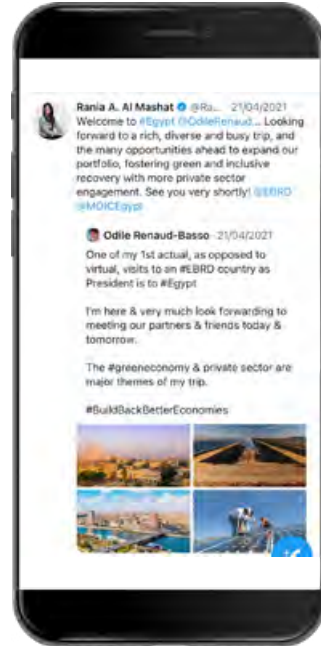 Rania A. Al Mashat @Ru... · 21/04/2021
Welcome to #Egypt @OdileRenaud... Looking
forward to a rich, diverse and busy trip, and
the many opportunities ahead to expand our
portfolio, fostering green and inclusive
recovery with more private sector
engagement. See you very shortly! @EBRD
@MOICEgypt
Odile Renaud-Basso · 21/04/2021
One of my 1st actual, as opposed to
virtual, visits to an #EBRD country as
President is to #Egypt
I'm here & very much look forwarding to
meeting our partners & friends today &
tomorrow.
The #greeneconomy & private sector are
major themes of my trip.
#BuildBackBetterEconomies